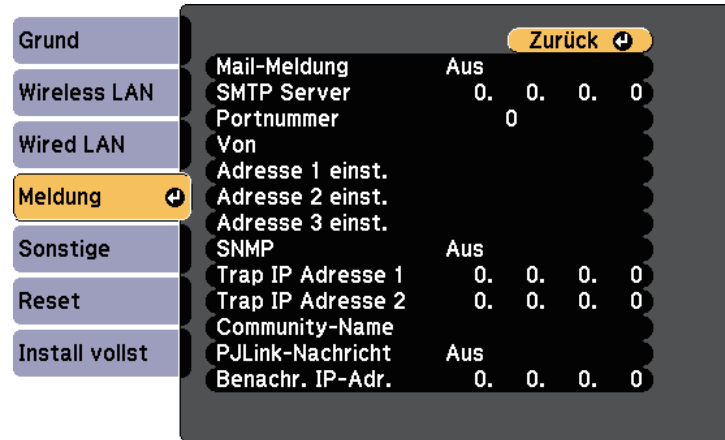 Grund
Wireless LAN
Wired LAN
Meldung
Sonstige
Reset
Install vollst
Zurück
Mail-Meldung Aus
SMTP Server 0. 0. 0. 0
Portnummer 0
Von
Adresse 1 einst.
Adresse 2 einst.
Adresse 3 einst.
SNMP Aus
Trap IP Adresse 1 0. 0. 0. 0
Trap IP Adresse 2 0. 0. 0. 0
Community-Name
PJLink-Nachricht Aus
Benachr. IP-Adr. 0. 0. 0. 0